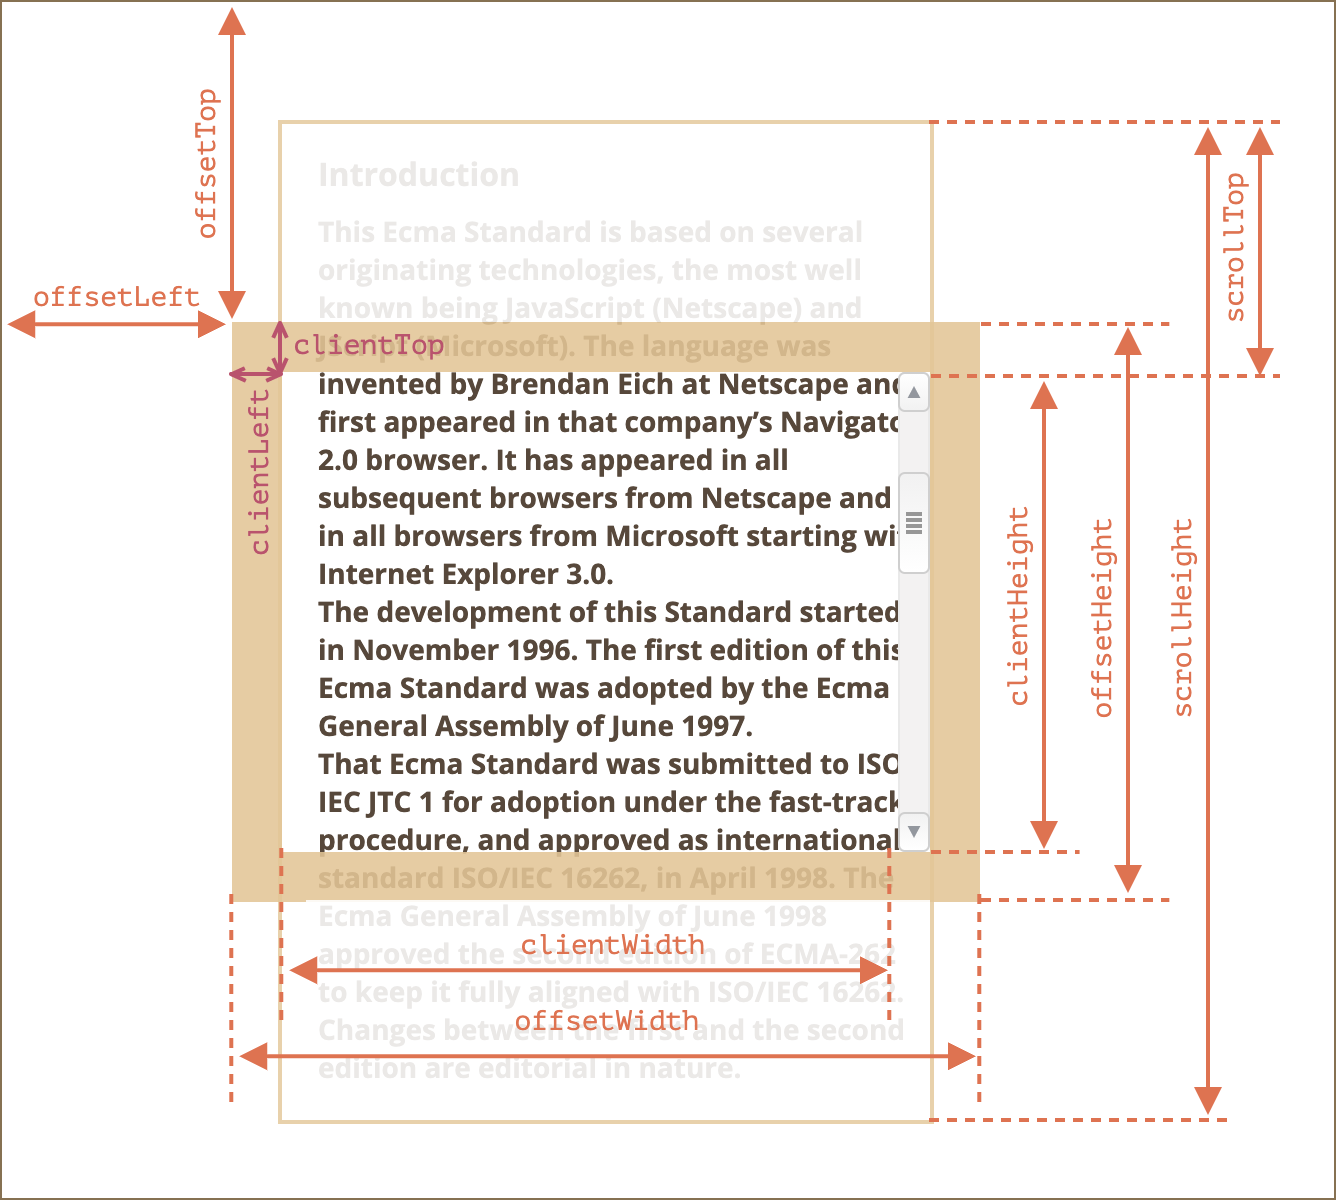 offsetTop
offsetLeft
scrollTop
Introduction
This Ecma Standard is based on several
originating technologies, the most well
known being JavaScript (Netscape) and
JScript (Microsoft). The language was
clientTop
clientLeft
invented by Brendan Eich at Netscape and
first appeared in that company’s Navigato
2.0 browser. It has appeared in all
subsequent browsers from Netscape and
in all browsers from Microsoft starting wi
Internet Explorer 3.0.
The development of this Standard started
in November 1996. The first edition of this
Ecma Standard was adopted by the Ecma
General Assembly of June 1997.
That Ecma Standard was submitted to ISO
IEC JTC 1 for adoption under the fast-track
procedure, and approved as international
standard ISO/IEC 16262, in April 1998. The
Ecma General Assembly of June 1998
approved the second edition of ECMA-262
to keep it fully aligned with ISO/IEC 16262.
Changes between the first and the second
edition are editorial in nature.
clientHeight
offsetHeight
scrollHeight
clientWidth
offsetWidth